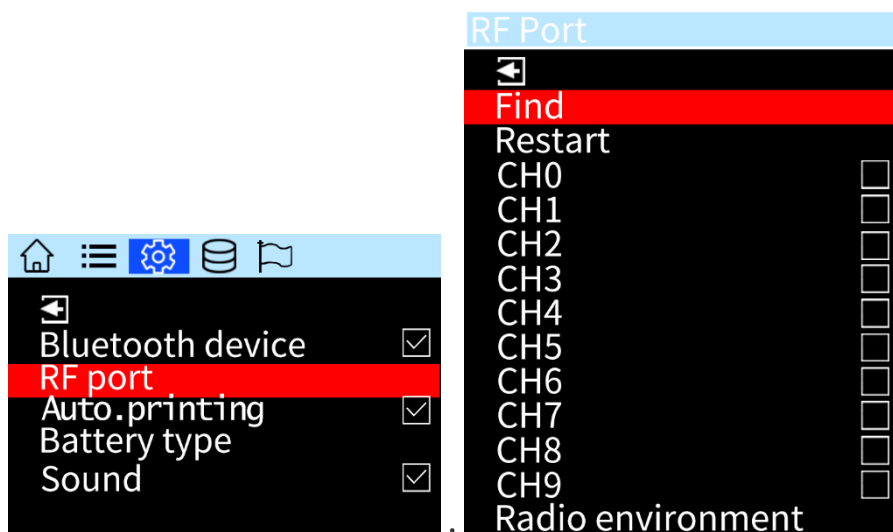 Bluetooth device
RF port
Auto.printing
Battery type
Sound
.
RF Port
Find
Restart
CH0
CH1
CH2
CH3
CH4
CH5
CH6
CH7
CH8
CH9
Radio environment